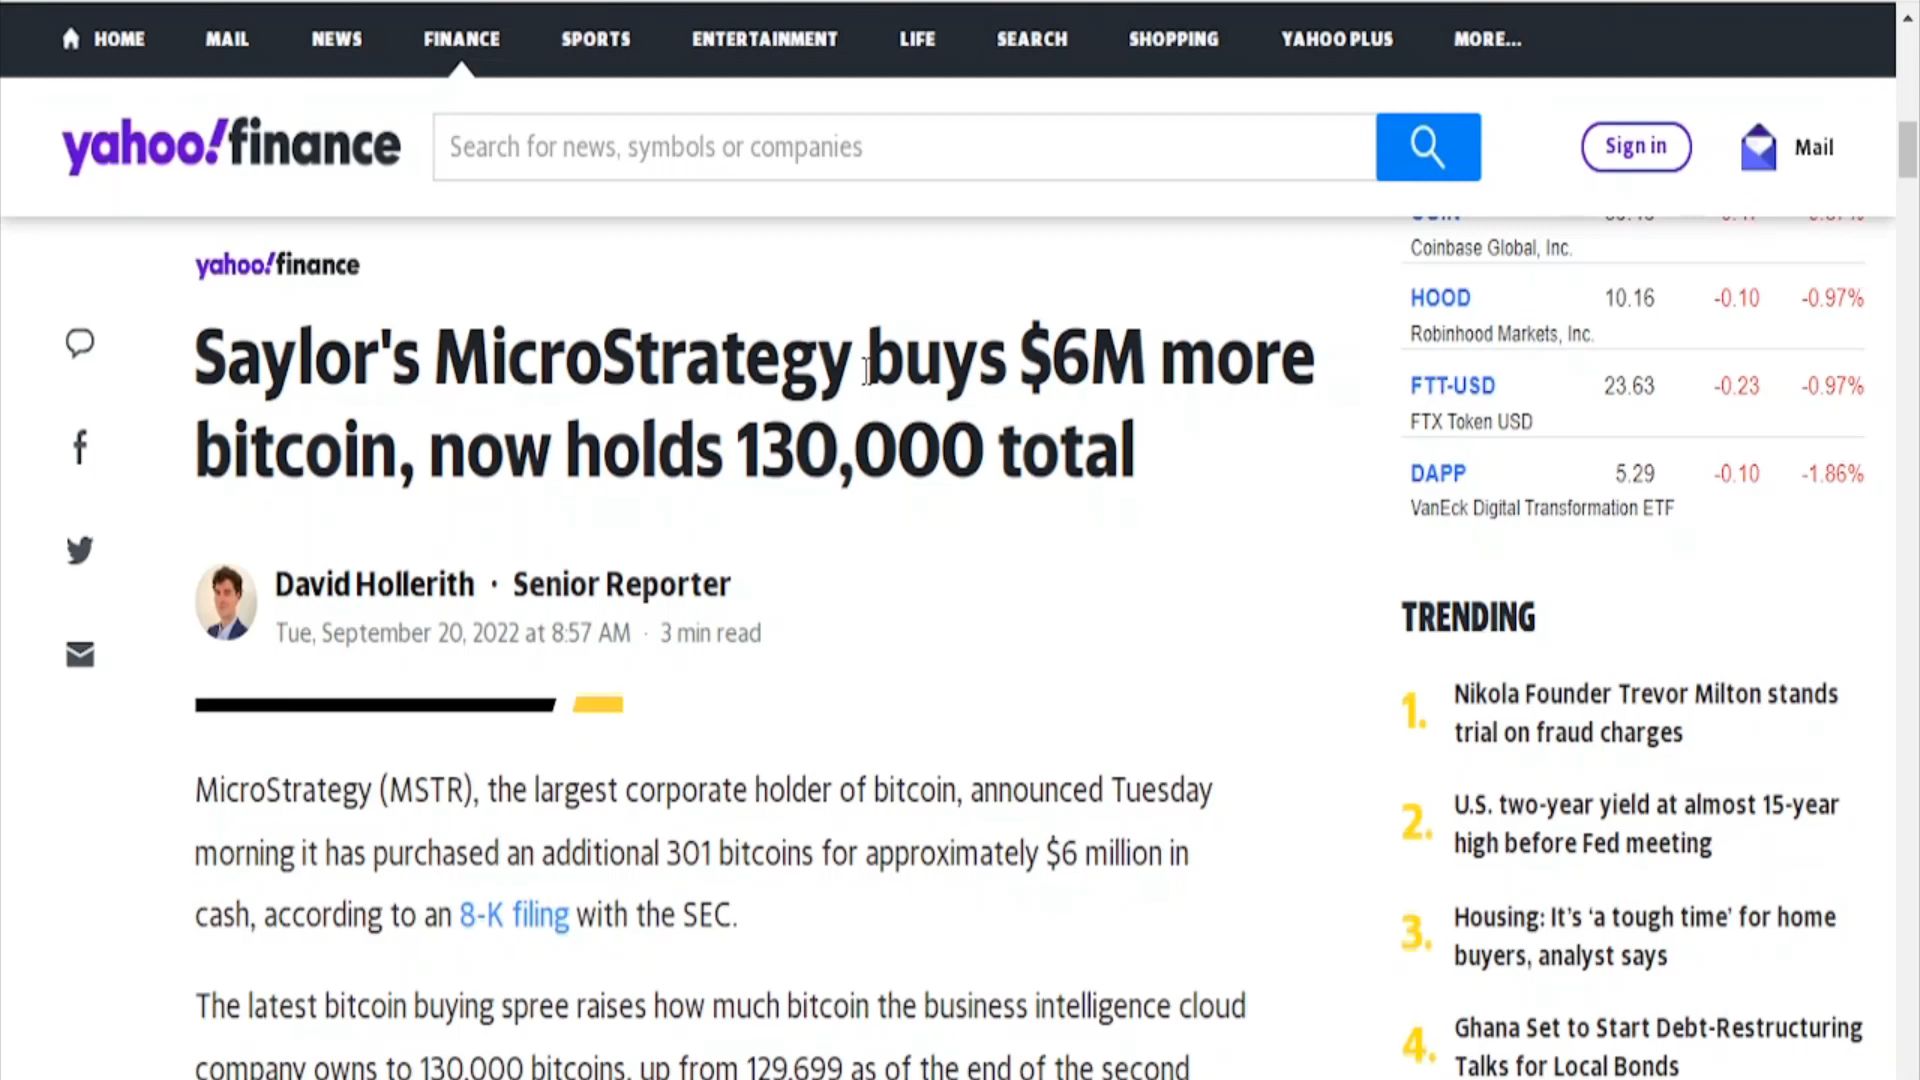 HOME MAIL NEWS FINANCE SPORTS ENTERTAINMENT LIFE SEARCH SHOPPING YAHOO PLUS MORE...
yahoo!finance
Search for news, symbols or companies
Sign in
Mail
yahoo!finance
Saylor's MicroStrategy buys $6M more
bitcoin, now holds 130,000 total
David Hollerith · Senior Reporter
Tue, September 20, 2022 at 8:57 AM · 3 min read
MicroStrategy (MSTR), the largest corporate holder of bitcoin, announced Tuesday
morning it has purchased an additional 301 bitcoins for approximately $6 million in
cash, according to an 8-K filing with the SEC.
The latest bitcoin buying spree raises how much bitcoin the business intelligence cloud
company owns to 130,000 bitcoins, up from 129,699 as of the end of the second
Coinbase Global, Inc.
HOOD 10.16 -0.10 -0.97%
Robinhood Markets, Inc.
FTT-USD 23.63 -0.23 -0.97%
FTX Token USD
DAPP 5.29 -0.10 -1.86%
VanEck Digital Transformation ETF
TRENDING
1. Nikola Founder Trevor Milton stands
trial on fraud charges
2. U.S. two-year yield at almost 15-year
high before Fed meeting
3. Housing: It’s ‘a tough time’ for home
buyers, analyst says
4. Ghana Set to Start Debt-Restructuring
Talks for Local Bonds